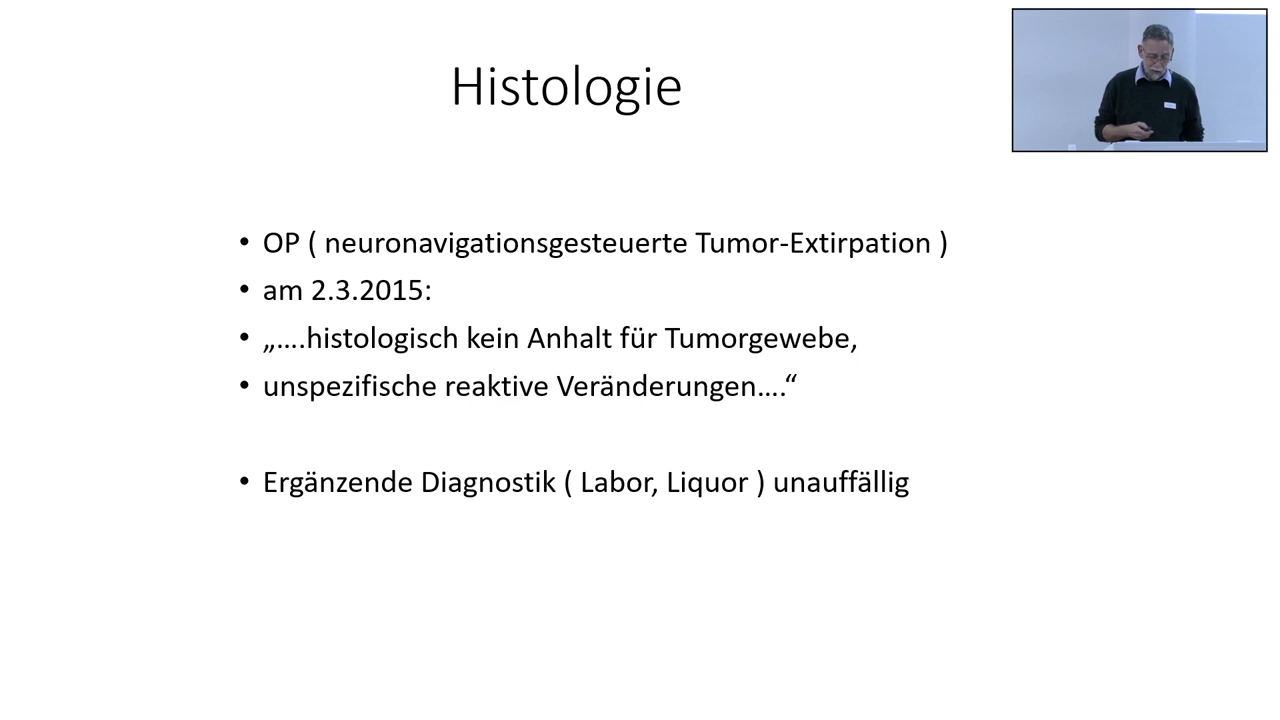 Histologie
• OP ( neuronavigationsgesteuerte Tumor-Extirpation )
• am 2.3.2015:
• „....histologisch kein Anhalt für Tumorgewebe,
• unspezifische reaktive Veränderungen....“
• Ergänzende Diagnostik ( Labor, Liquor ) unauffällig